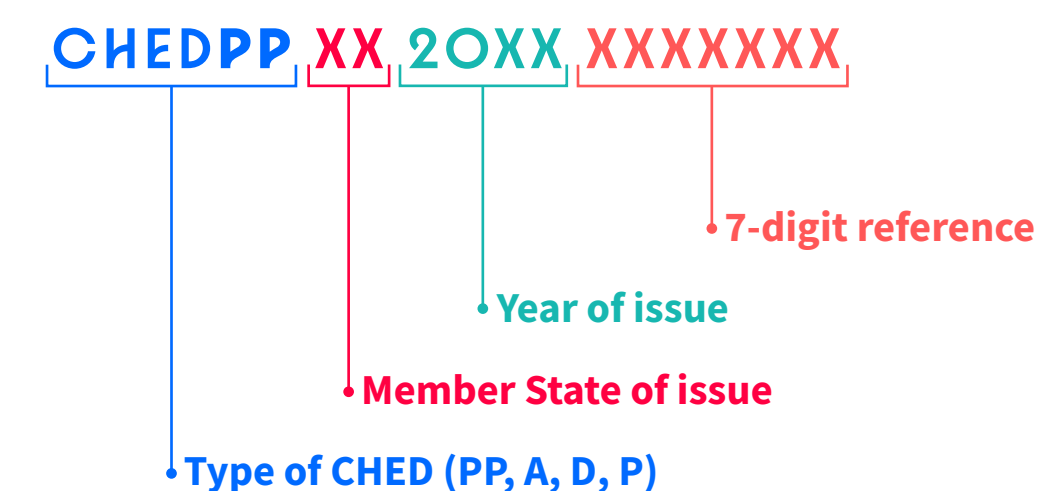 CHEDPP XX 20XX XXXXXXX
7-digit reference
Year of issue
Member State of issue
Type of CHED (PP, A, D, P)